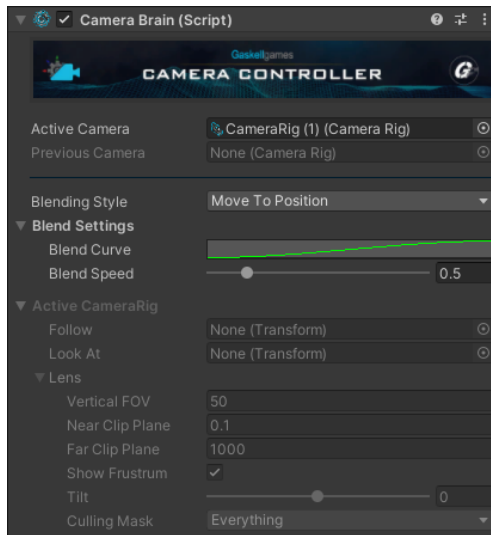 Camera Brain (Script)
Gaskellgames
CAMERA CONTROLLER
G
Active Camera CameraRig (1) (Camera Rig)
Previous Camera None (Camera Rig)
Blending Style Move To Position
Blend Settings
Blend Curve
Blend Speed 0.5
Active CameraRig
Follow None (Transform)
Look At None (Transform)
Lens
Vertical FOV 50
Near Clip Plane 0.1
Far Clip Plane 1000
Show Frustrum
Tilt 0
Culling Mask Everything